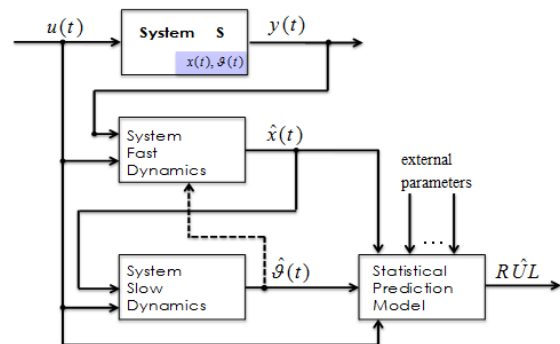 u(t)
System S
x(t), ϑ(t)
y(t)
System
Fast
Dynamics
x̂(t)
external
parameters
...
System
Slow
Dynamics
ϑ̂(t)
Statistical
Prediction
Model
RÛL